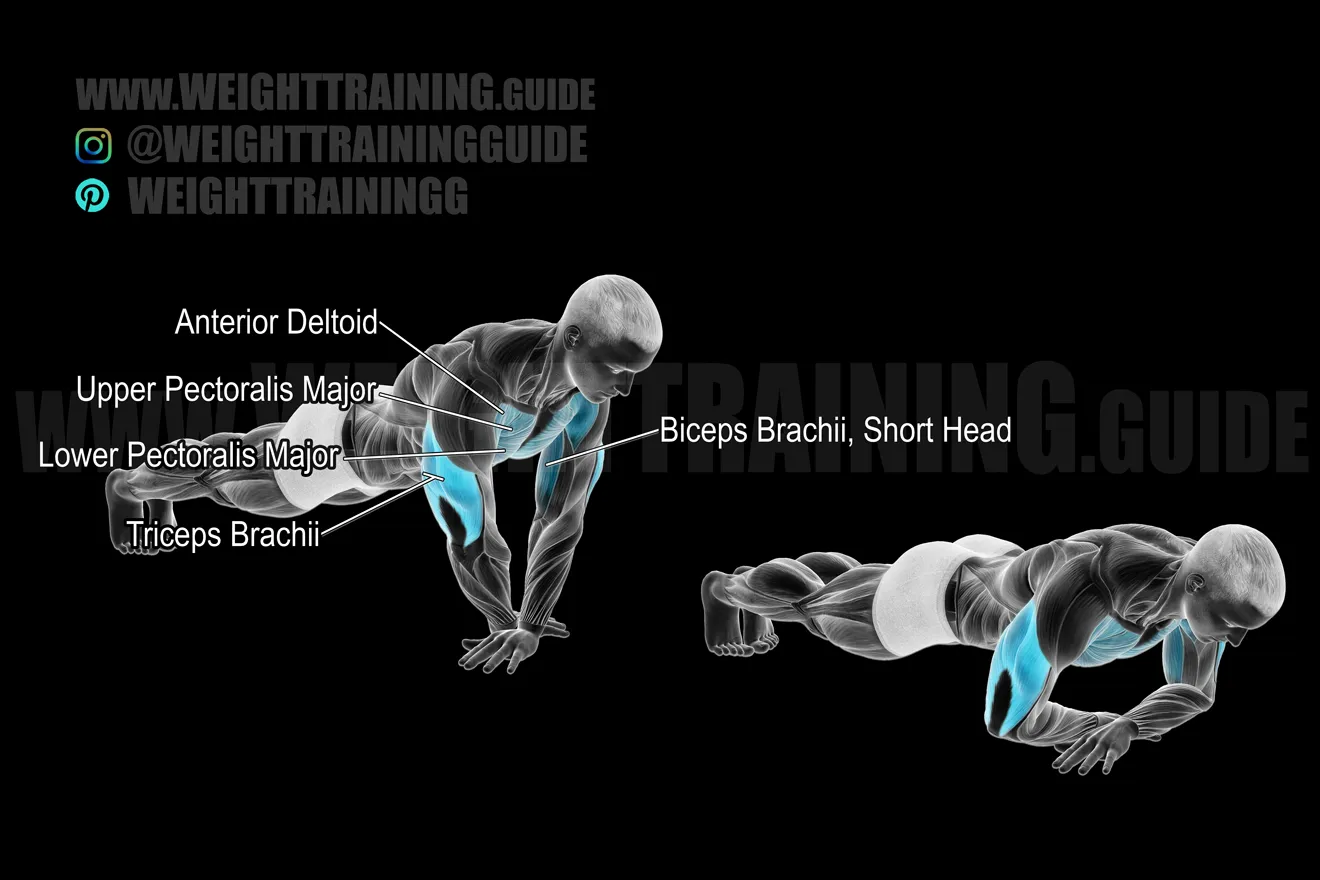 www.WEIGHTTRAINING.GUIDE
@WEIGHTTRAININGGUIDE
WEIGHTTRAININGG
Anterior Deltoid
Upper Pectoralis Major
Lower Pectoralis Major
Triceps Brachii
Biceps Brachii, Short Head
www.WEIGHTTRAINING.GUIDE